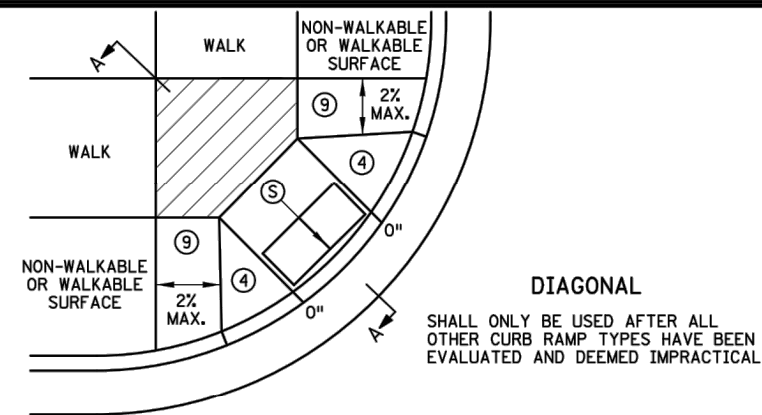 A
WALK
NON-WALKABLE
OR WALKABLE
SURFACE
9
2%
MAX.
WALK
4
S
0"
9
NON-WALKABLE
OR WALKABLE
SURFACE
2%
MAX.
4
0"
A
DIAGONAL
SHALL ONLY BE USED AFTER ALL
OTHER CURB RAMP TYPES HAVE BEEN
EVALUATED AND DEEMED IMPRACTICAL